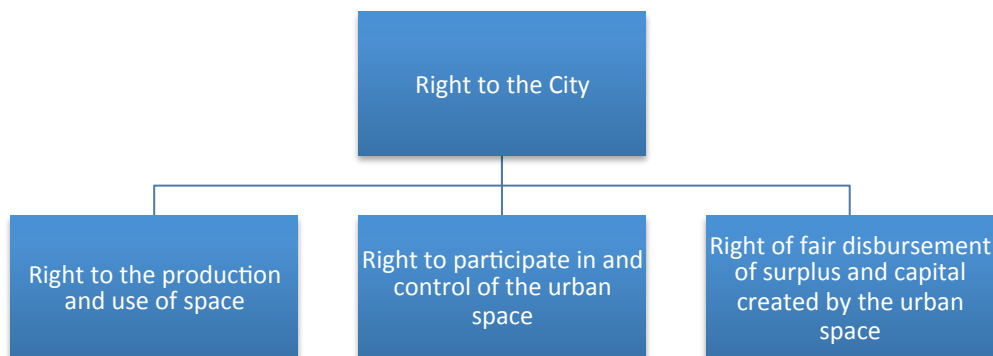 Right to the City
Right to the production
and use of space
Right to participate in and
control of the urban
space
Right of fair disbursement
of surplus and capital
created by the urban
space